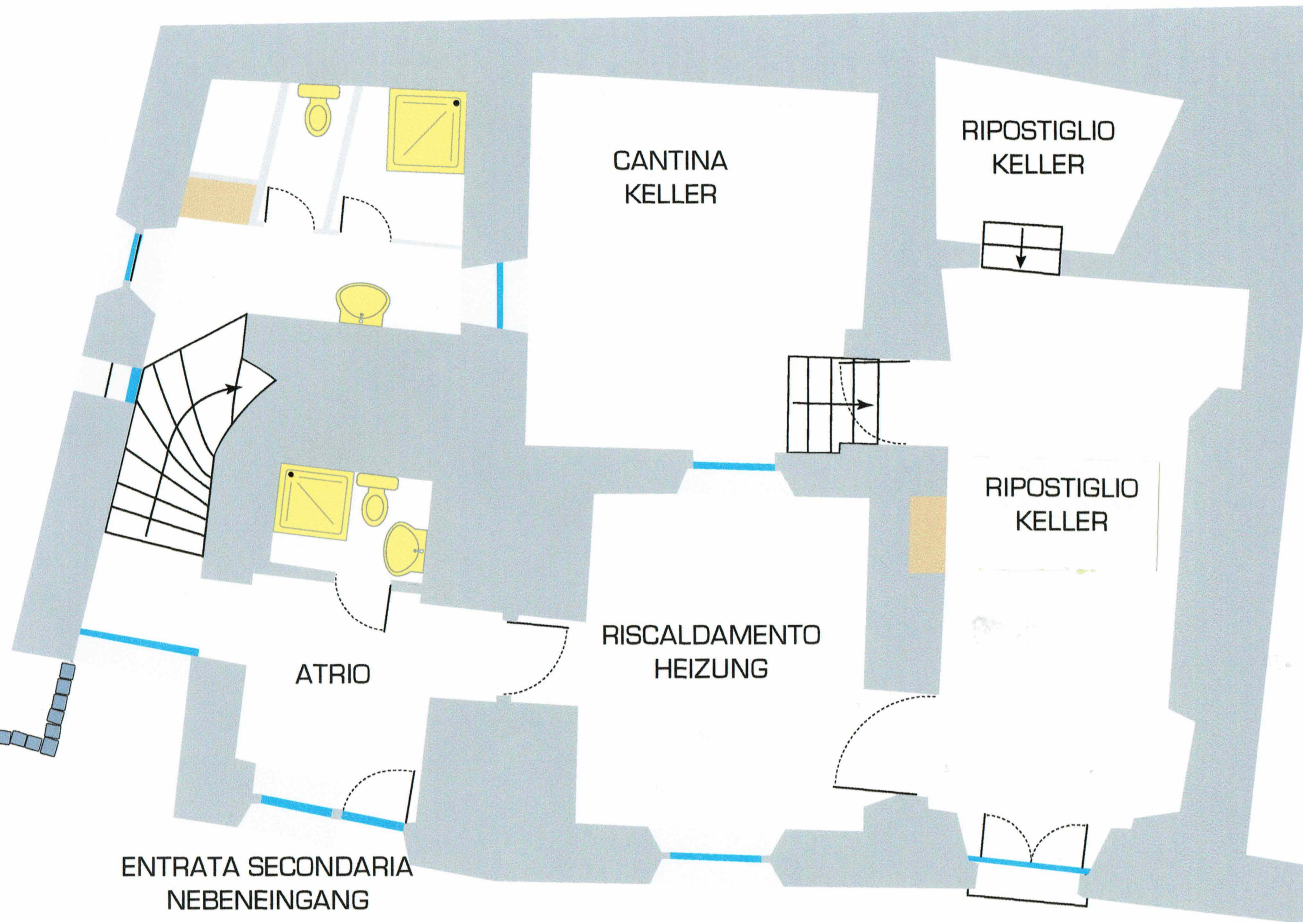 CANTINA
KELLER
RIPOSTIGLIO
KELLER
RIPOSTIGLIO
KELLER
RISCALDAMENTO
HEIZUNG
ATRIO
ENTRATA SECONDARIA
NEBENEINGANG